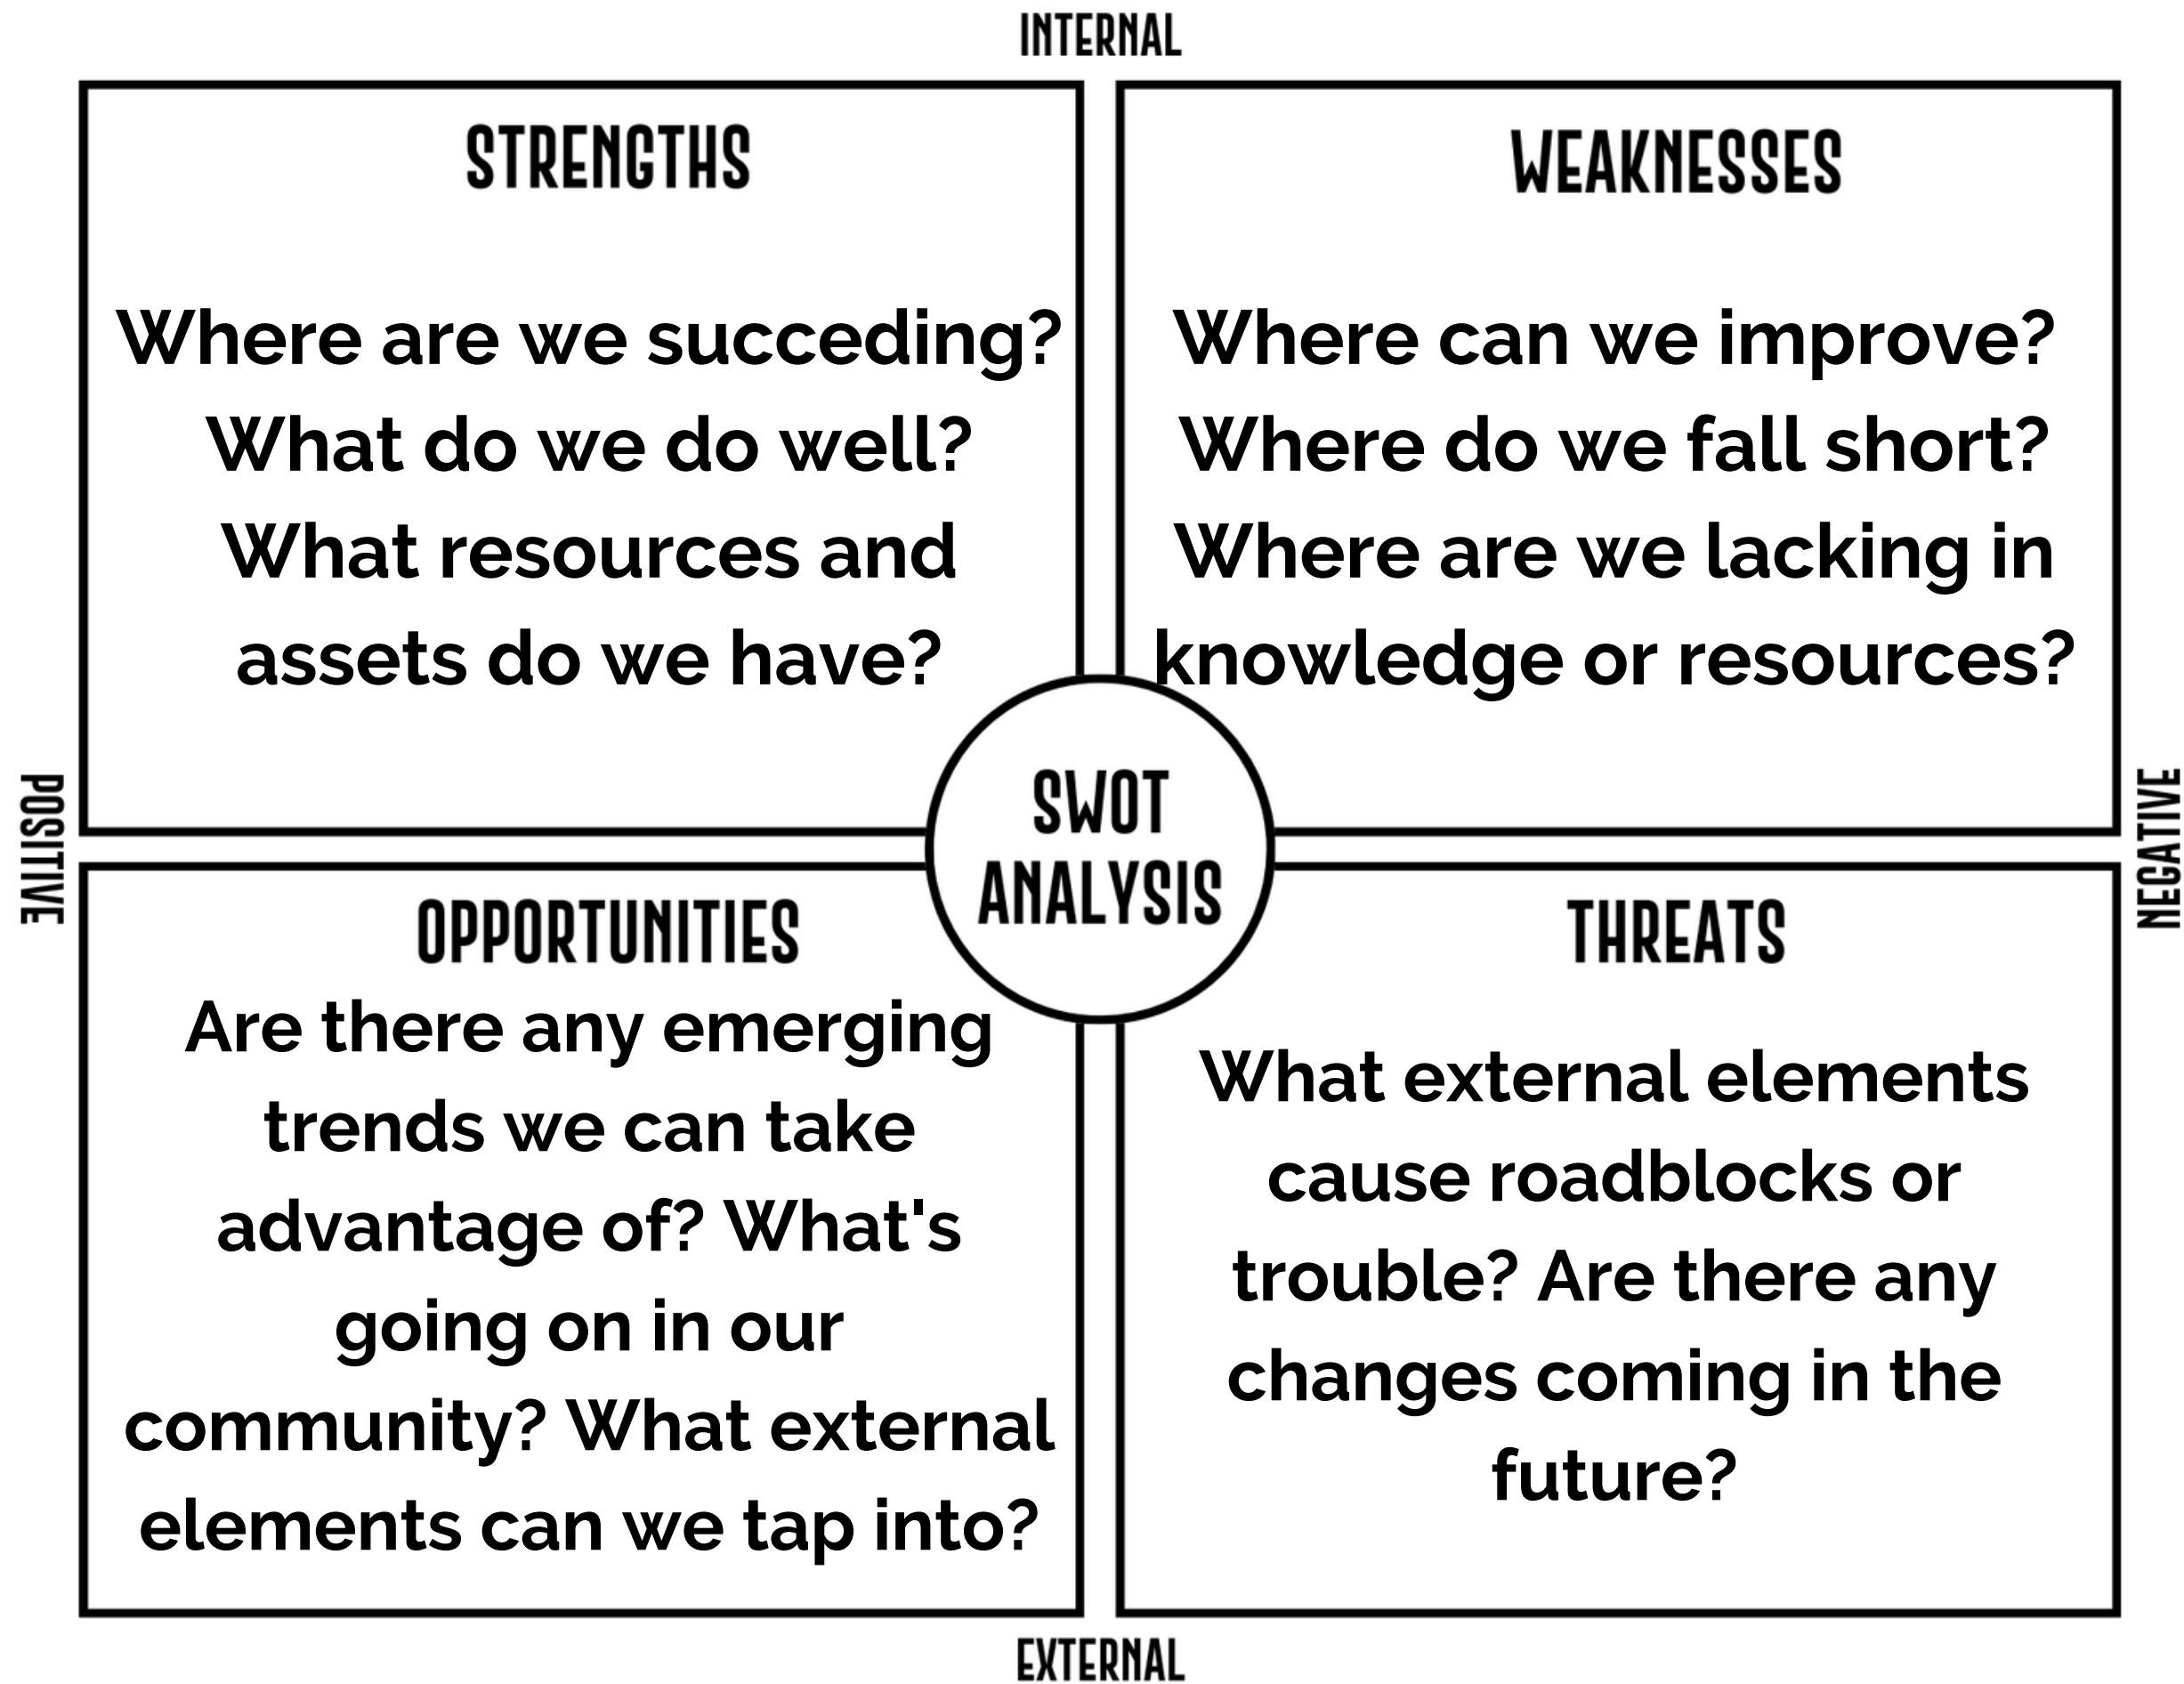 INTERNAL
STRENGTHS
Where are we succeding?
What do we do well?
What resources and
assets do we have?
WEAKNESSES
Where can we improve?
Where do we fall short?
Where are we lacking in
knowledge or resources?
POSITIVE
SWOT
ANALYSIS
NEGATIVE
OPPORTUNITIES
Are there any emerging
trends we can take
advantage of? What's
going on in our
community? What external
elements can we tap into?
THREATS
What external elements
cause roadblocks or
trouble? Are there any
changes coming in the
future?
EXTERNAL